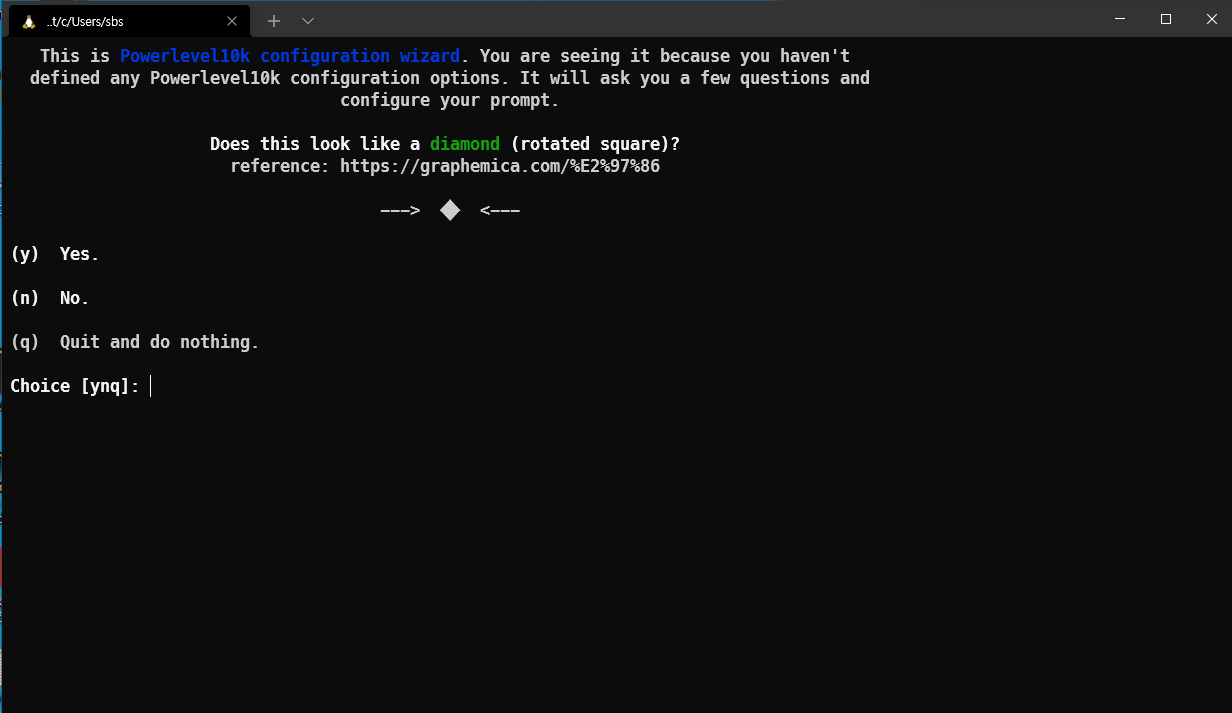 ..t/c/Users/sbs
This is Powerlevel10k configuration wizard. You are seeing it because you haven't
defined any Powerlevel10k configuration options. It will ask you a few questions and
configure your prompt.
Does this look like a diamond (rotated square)?
reference: https://graphemica.com/%E2%97%86
---> ◆ <---
(y) Yes.
(n) No.
(q) Quit and do nothing.
Choice [ynq]: